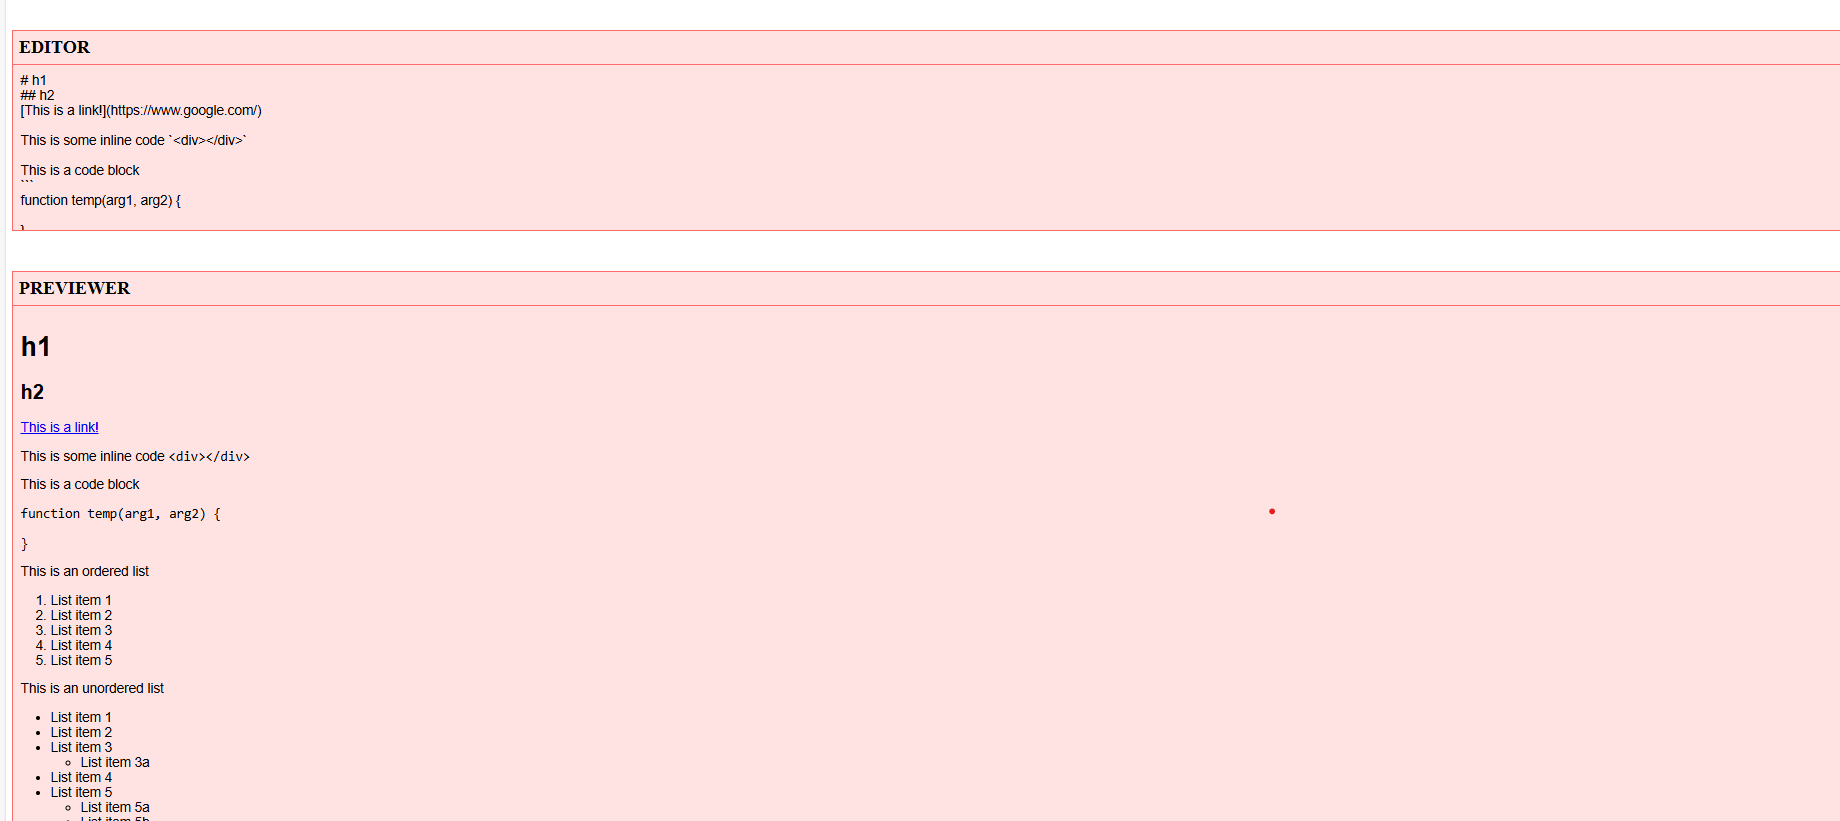 EDITOR
# h1
## h2
[This is a link!](https://www.google.com/)
This is some inline code `<div></div>`
This is a code block
```
function temp(arg1, arg2) {
}
PREVIEWER
h1
h2
This is a link!
This is some inline code <div></div>
This is a code block
function temp(arg1, arg2) {
}
This is an ordered list
1. List item 1
2. List item 2
3. List item 3
4. List item 4
5. List item 5
This is an unordered list
• List item 1
• List item 2
• List item 3
◦ List item 3a
• List item 4
• List item 5
◦ List item 5a
◦ List item 5b